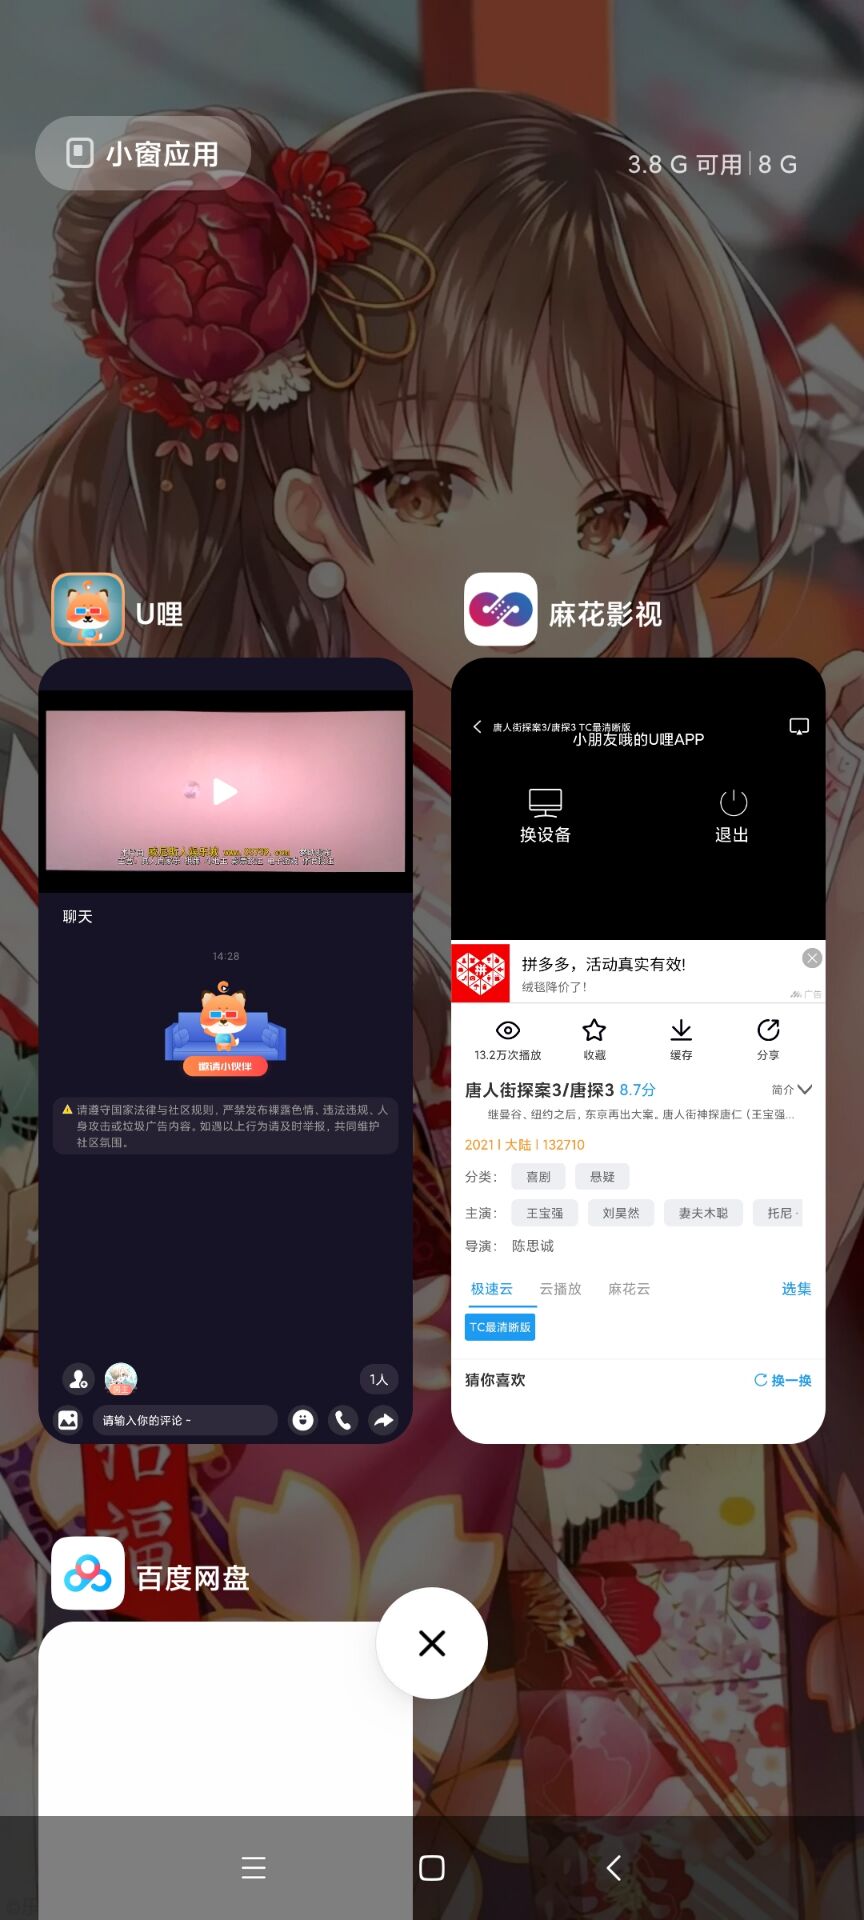 小窗应用
3.8 G 可用 | 8 G
U哩
聊天
14:28
邀请小伙伴
请遵守国家法律与社区规则，严禁发布裸露色情、违法违规、人
身攻击或垃圾广告内容。如遇以上行为请及时举报，共同维护
社区氛围。
1人
请输入你的评论 ~
麻花影视
唐人街探案3/唐探3 TC最清晰版
小朋友哦的U哩APP
换设备
退出
拼
拼多多，活动真实有效!
绒毯降价了!
广告
13.2万次播放
收藏
缓存
分享
唐人街探案3/唐探3 8.7分
简介
继曼谷、纽约之后，东京再出大案。唐人街神探唐仁（王宝强...
2021 | 大陆 | 132710
分类： 喜剧 悬疑
主演： 王宝强 刘昊然 妻夫木聪 托尼 ·
导演： 陈思诚
极速云 云播放 麻花云 选集
TC最清晰版
猜你喜欢
换一换
招
福
百度网盘